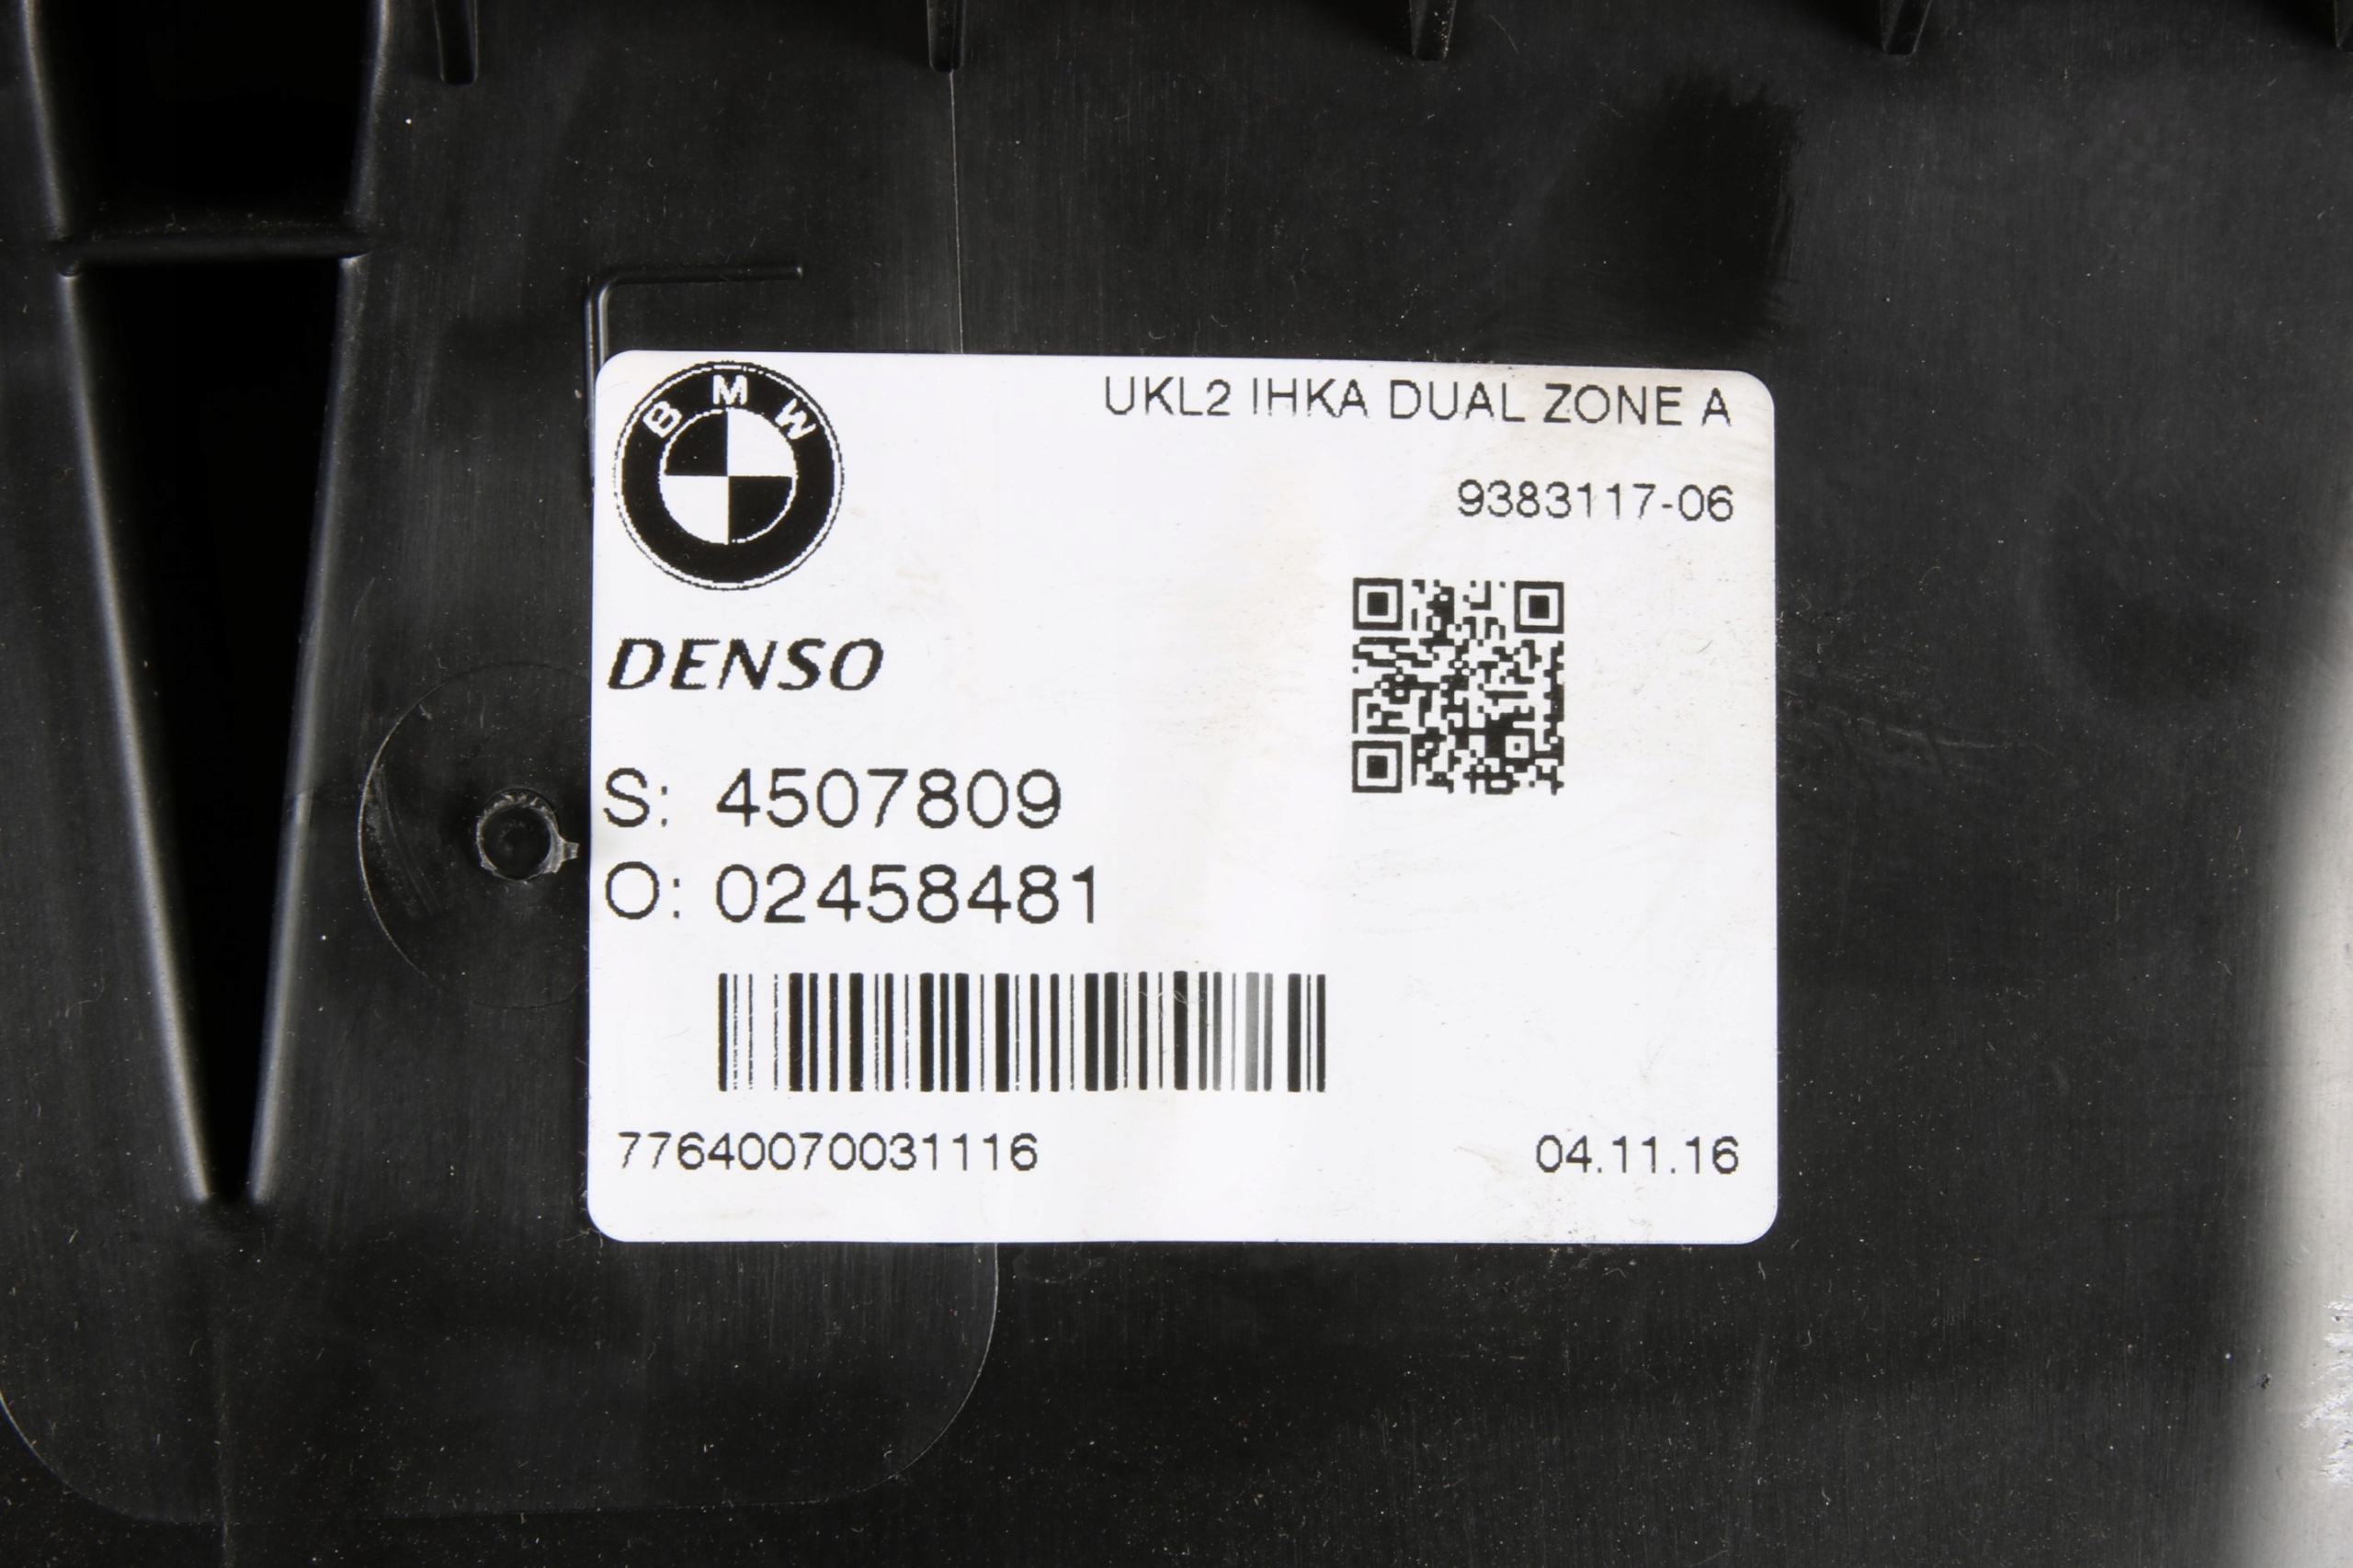 BMW
UKL2 IHKA DUAL ZONE A
9383117-06
DENSO
S: 4507809
O: 02458481
77640070031116
04.11.16